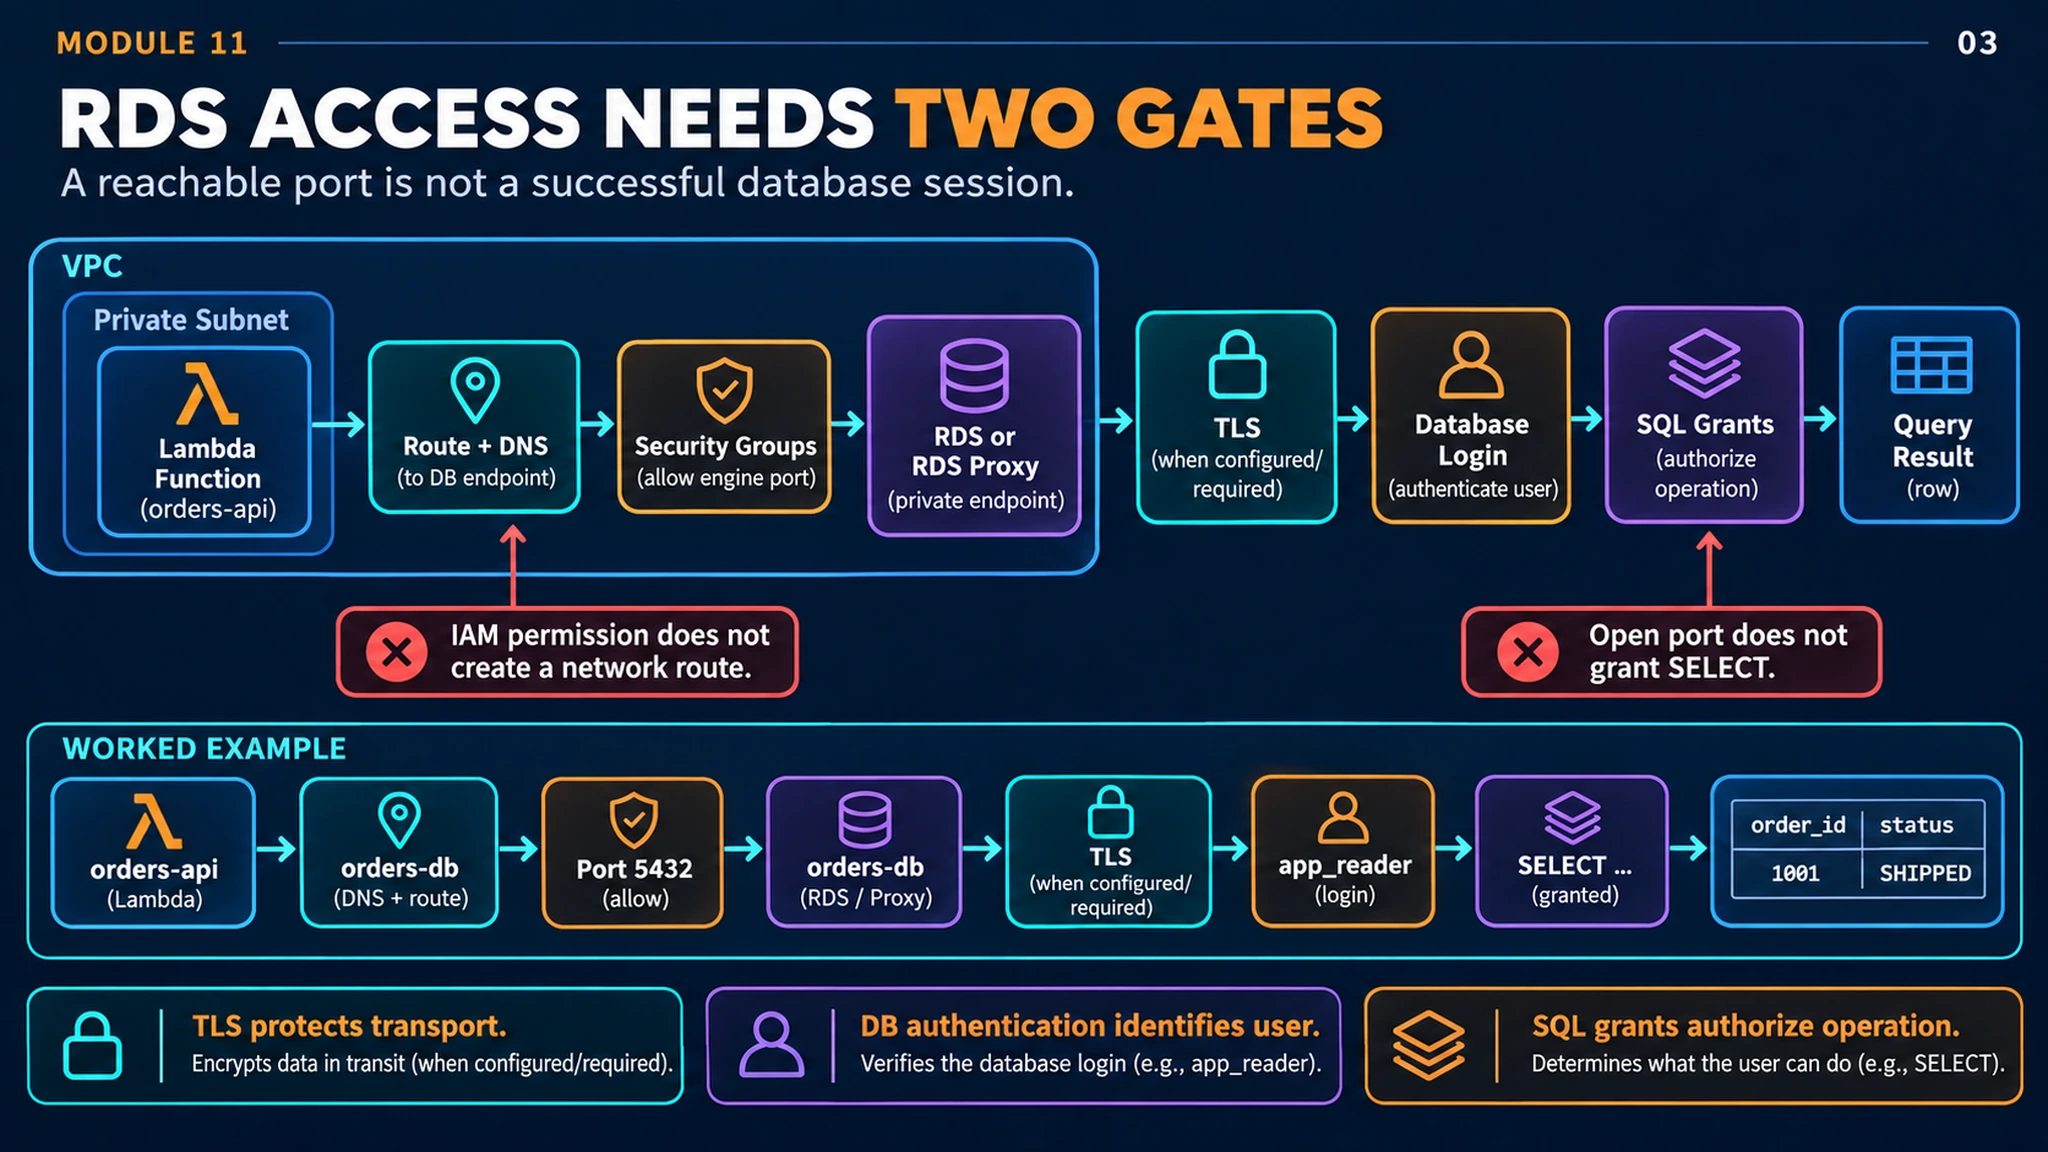 MODULE 11
03
RDS ACCESS NEEDS TWO GATES
A reachable port is not a successful database session.
VPC
Private Subnet
Lambda
Function
(orders-api)
Route + DNS
(to DB endpoint)
Security Groups
(allow engine port)
RDS or
RDS Proxy
(private endpoint)
TLS
(when configured/
required)
Database
Login
(authenticate user)
SQL Grants
(authorize
operation)
Query
Result
(row)
IAM permission does not
create a network route.
Open port does not
grant SELECT.
WORKED EXAMPLE
orders-api
(Lambda)
orders-db
(DNS + route)
Port 5432
(allow)
orders-db
(RDS / Proxy)
TLS
(when configured/
required)
app_reader
(login)
SELECT ...
(granted)
order_id status
1001 SHIPPED
TLS protects transport.
Encrypts data in transit (when configured/required).
DB authentication identifies user.
Verifies the database login (e.g., app_reader).
SQL grants authorize operation.
Determines what the user can do (e.g., SELECT).